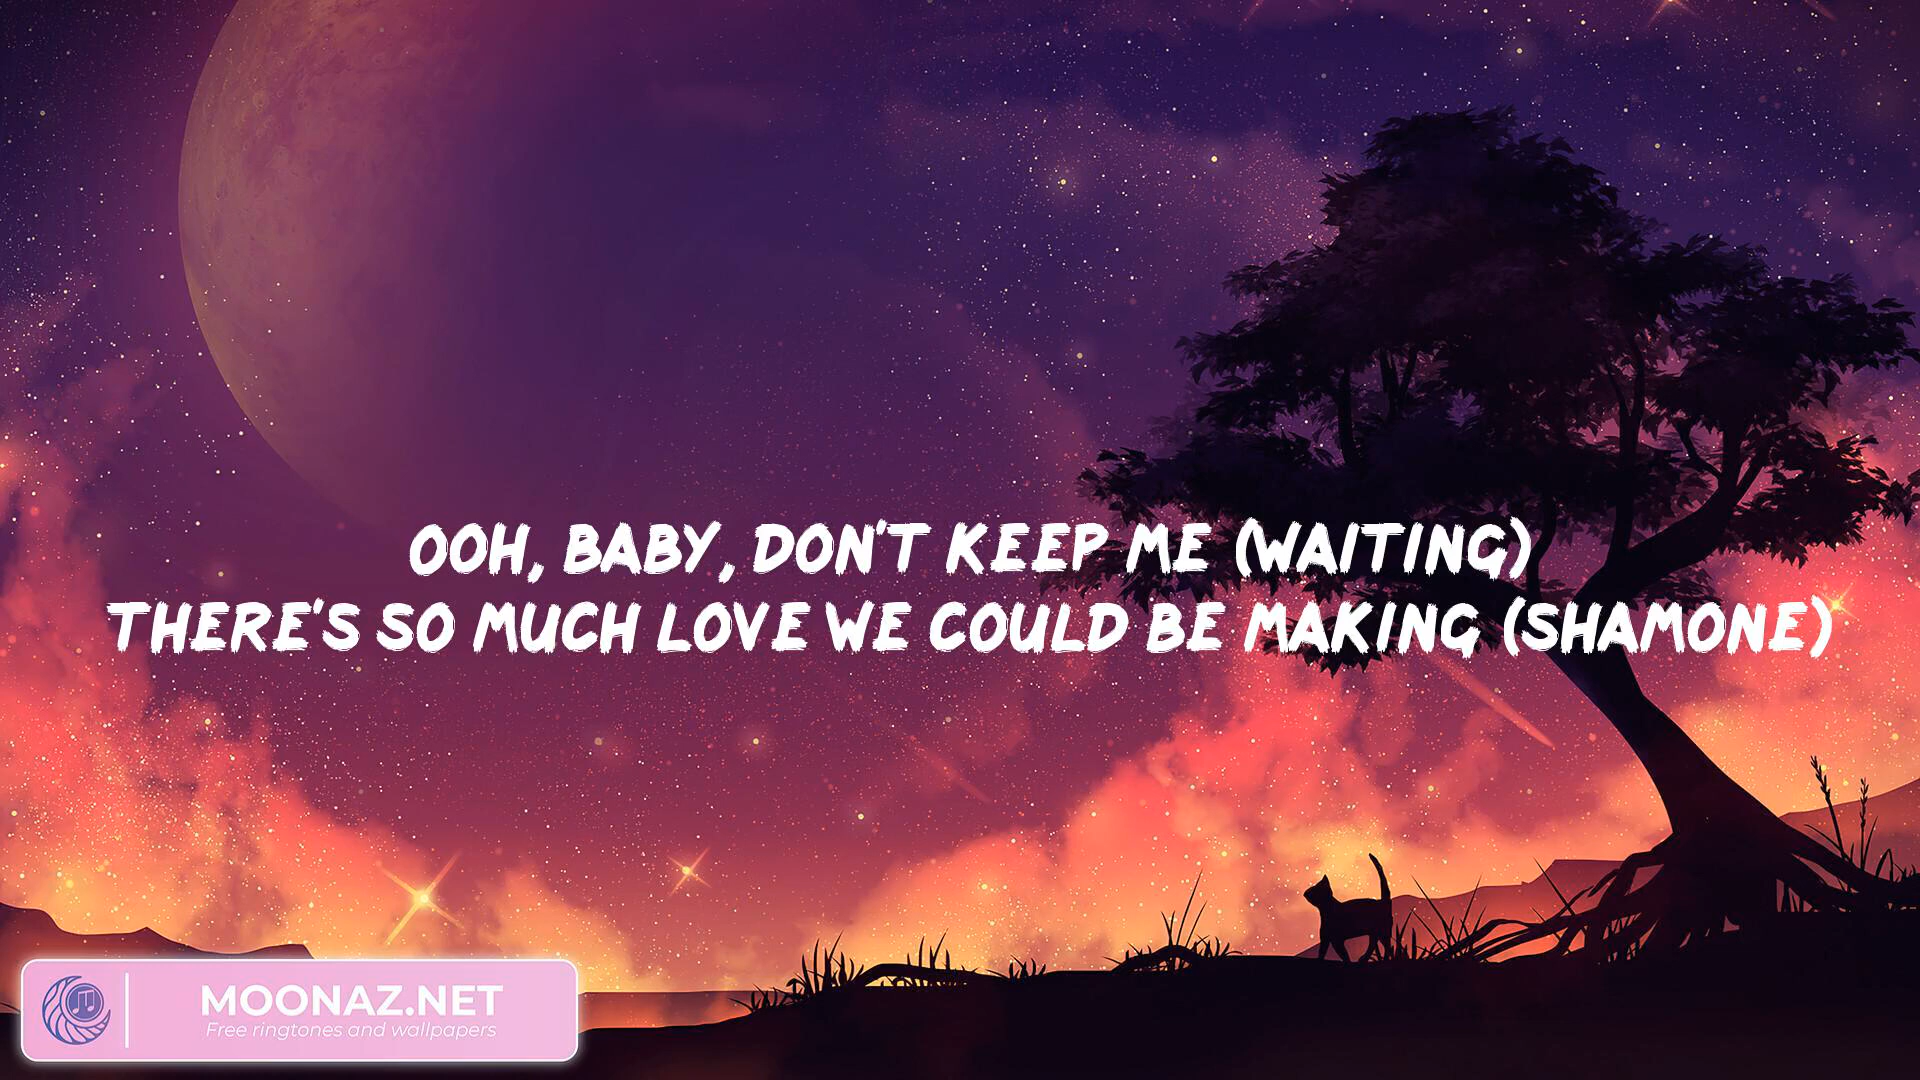 OOH, BABY, DON'T KEEP ME (WAITING)
THERE'S SO MUCH LOVE WE COULD BE MAKING (SHAMONE)
MOONAZ.NET
Free ringtones and wallpapers